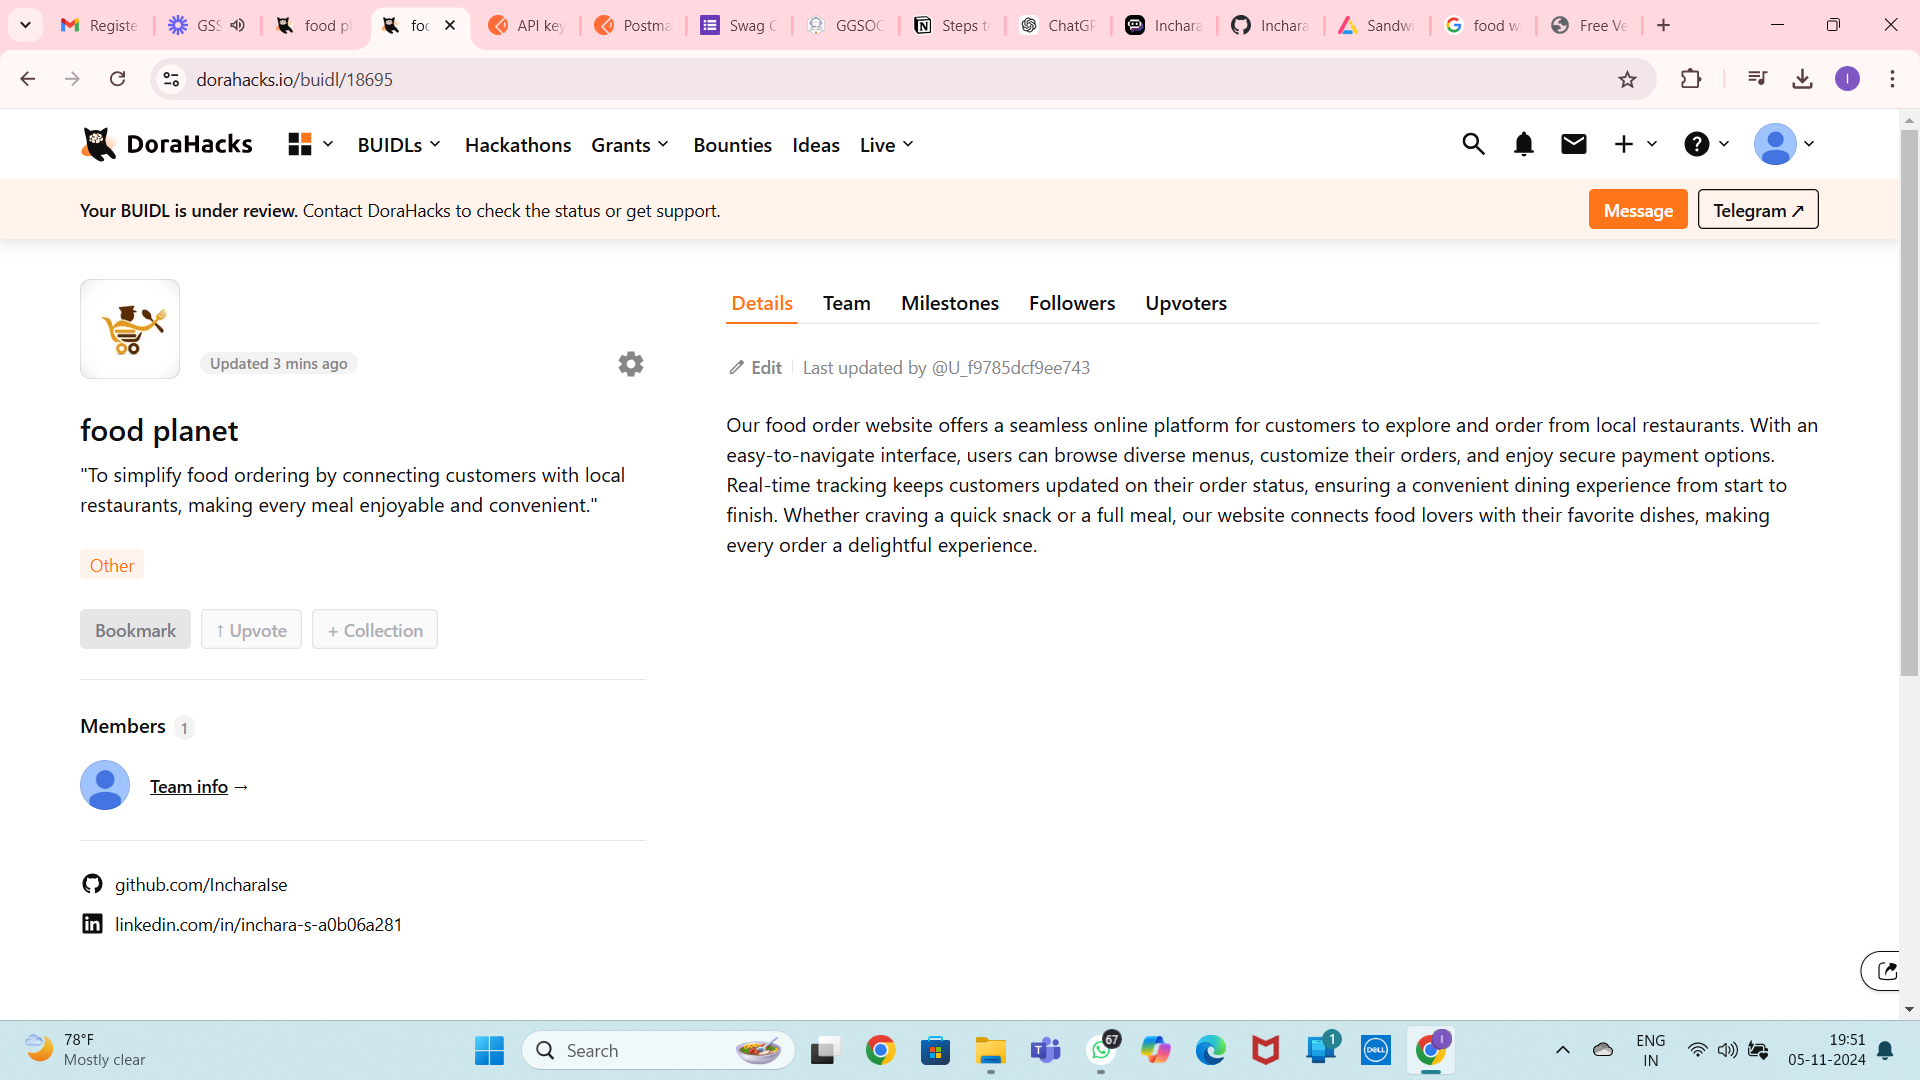 Registe
GSS
food pl
foc
API key
Postma
Swag C
GGSOC
Steps t
ChatGP
Inchara
Inchara
Sandwi
food w
Free Ve
dorahacks.io/buidl/18695
I
DoraHacks
BUIDLs
Hackathons
Grants
Bounties
Ideas
Live
Your BUIDL is under review. Contact DoraHacks to check the status or get support.
Message
Telegram ↗
Updated 3 mins ago
food planet
"To simplify food ordering by connecting customers with local
restaurants, making every meal enjoyable and convenient."
Other
Bookmark
↑ Upvote
+ Collection
Members 1
Team info →
github.com/IncharaIse
linkedin.com/in/inchara-s-a0b06a281
Details
Team
Milestones
Followers
Upvoters
Edit
Last updated by @U_f9785dcf9ee743
Our food order website offers a seamless online platform for customers to explore and order from local restaurants. With an
easy-to-navigate interface, users can browse diverse menus, customize their orders, and enjoy secure payment options.
Real-time tracking keeps customers updated on their order status, ensuring a convenient dining experience from start to
finish. Whether craving a quick snack or a full meal, our website connects food lovers with their favorite dishes, making
every order a delightful experience.
78°F
Mostly clear
Search
67
1
DELL
I
ENG
IN
19:51
05-11-2024